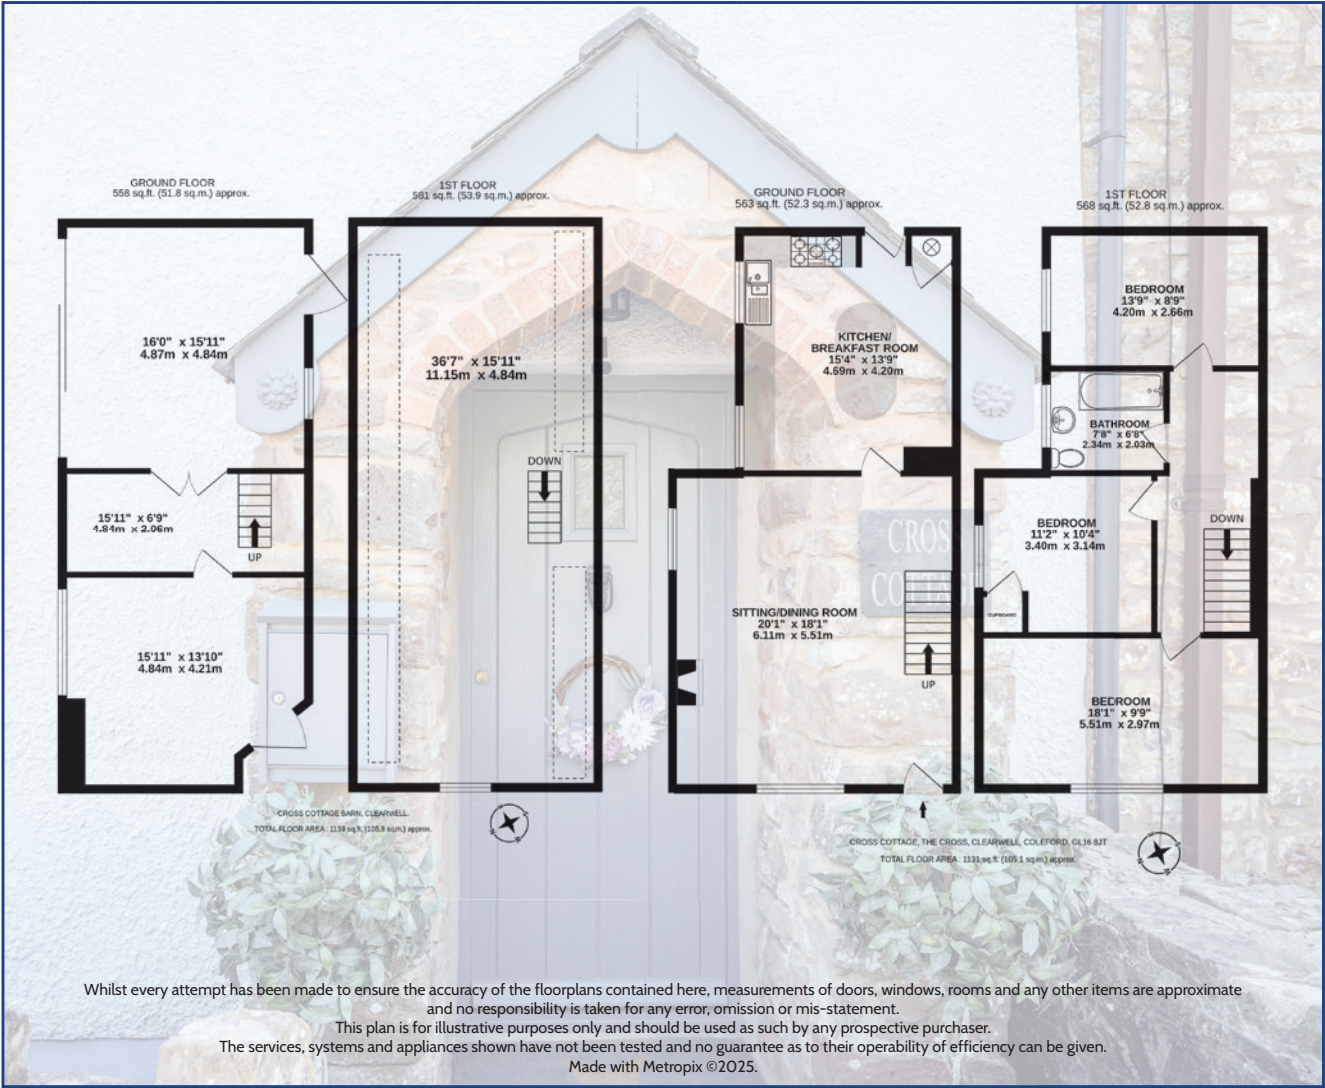 GROUND FLOOR
558 sq.ft. (51.8 sq.m.) approx.
1ST FLOOR
581 sq.ft. (53.9 sq.m.) approx.
GROUND FLOOR
563 sq.ft. (52.3 sq.m.) approx.
1ST FLOOR
568 sq.ft. (52.8 sq.m.) approx.
16'0" x 15'11"
4.87m x 4.84m
15'11" x 6'9"
4.84m x 2.06m
UP
15'11" x 13'10"
4.84m x 4.21m
36'7" x 15'11"
11.15m x 4.84m
DOWN
KITCHEN/
BREAKFAST ROOM
15'4" x 13'9"
4.69m x 4.20m
SITTING/DINING ROOM
20'1" x 18'1"
6.11m x 5.51m
UP
CROSS
COTTAGE
BEDROOM
13'9" x 8'9"
4.20m x 2.66m
BATHROOM
7'8" x 6'8"
2.34m x 2.03m
BEDROOM
11'2" x 10'4"
3.40m x 3.14m
CUPBOARD
DOWN
BEDROOM
18'1" x 9'9"
5.51m x 2.97m
CROSS COTTAGE BARN, CLEARWELL.
TOTAL FLOOR AREA : 1139 sq.ft. (105.8 sq.m.) approx.
CROSS COTTAGE, THE CROSS, CLEARWELL, COLEFORD, GL16 8JT
TOTAL FLOOR AREA : 1131 sq.ft. (105.1 sq.m.) approx.
Whilst every attempt has been made to ensure the accuracy of the floorplans contained here, measurements of doors, windows, rooms and any other items are approximate
and no responsibility is taken for any error, omission or mis-statement.
This plan is for illustrative purposes only and should be used as such by any prospective purchaser.
The services, systems and appliances shown have not been tested and no guarantee as to their operability of efficiency can be given.
Made with Metropix ©2025.